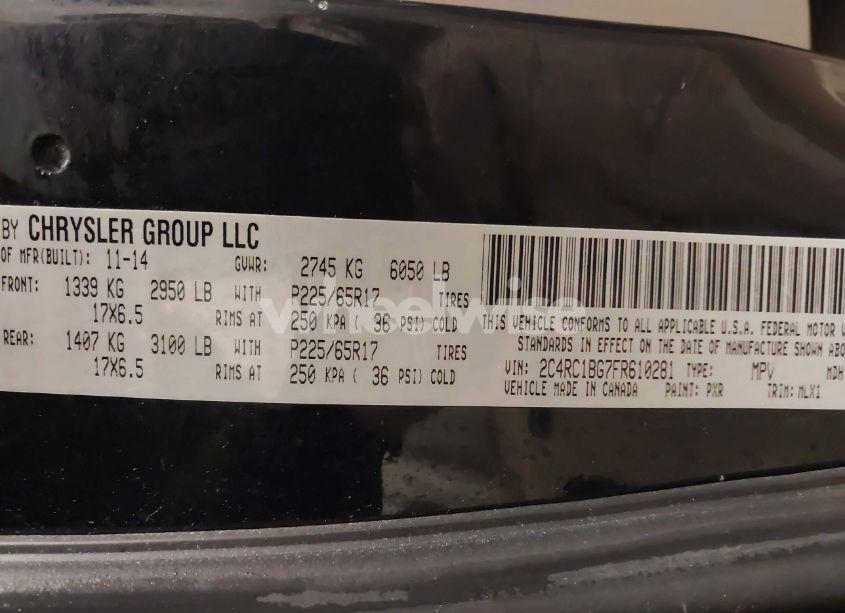 BY CHRYSLER GROUP LLC
OF MFR(BUILT): 11-14 GVWR: 2745 KG 6050 LB
FRONT: 1339 KG 2950 LB WITH P225/65R17 TIRES
17X6.5 RIMS AT 250 KPA ( 36 PSI) COLD
REAR: 1407 KG 3100 LB WITH P225/65R17 TIRES
17X6.5 RIMS AT 250 KPA ( 36 PSI) COLD
THIS VEHICLE CONFORMS TO ALL APPLICABLE U.S.A. FEDERAL MOTOR V
STANDARDS IN EFFECT ON THE DATE OF MANUFACTURE SHOWN ABO
VIN: 2C4RC1BG7FR610281 TYPE: MPV MDH
VEHICLE MADE IN CANADA PAINT: PXR TRIM: MLX1
wheelwise